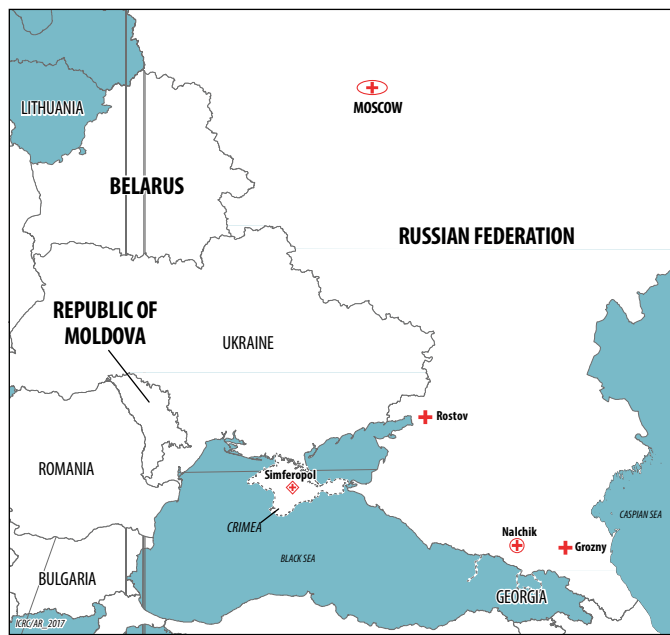 MOSCOW
LITHUANIA
BELARUS
RUSSIAN FEDERATION
REPUBLIC OF
MOLDOVA
UKRAINE
Rostov
ROMANIA
Simferopol
CRIMEA
CASPIAN SEA
Nalchik
Grozny
BLACK SEA
BULGARIA
GEORGIA
ICRC/AR_2017